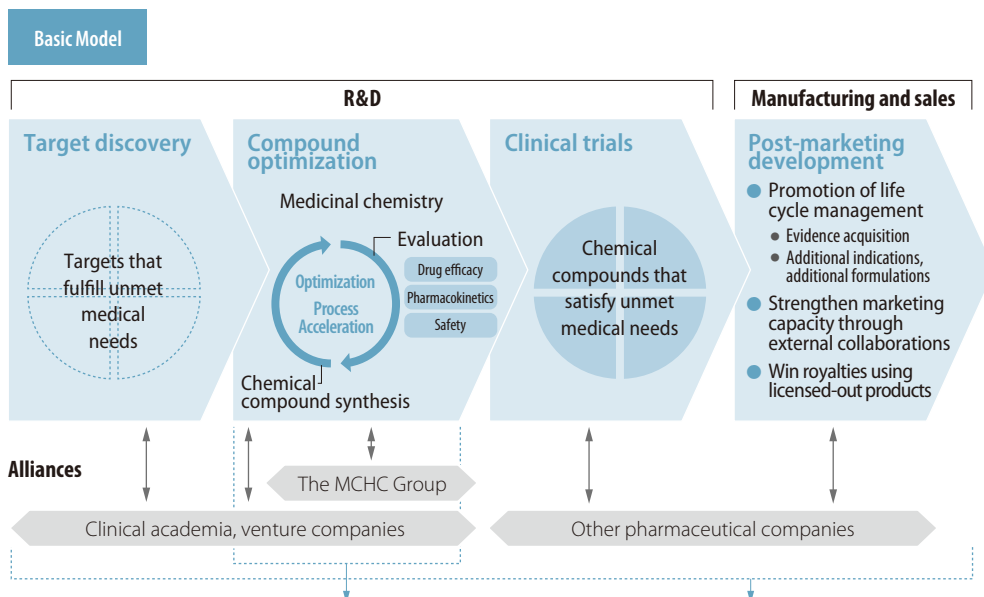 Basic Model
R&D
Manufacturing and sales
Target discovery
Targets that
fulfill unmet
medical
needs
Compound
optimization
Medicinal chemistry
Evaluation
Optimization
Process
Acceleration
Drug efficacy
Pharmacokinetics
Safety
Chemical
compound synthesis
Clinical trials
Chemical
compounds that
satisfy unmet
medical needs
Post-marketing
development
● Promotion of life
cycle management
● Evidence acquisition
● Additional indications,
additional formulations
● Strengthen marketing
capacity through
external collaborations
● Win royalties using
licensed-out products
Alliances
The MCHC Group
Clinical academia, venture companies
Other pharmaceutical companies